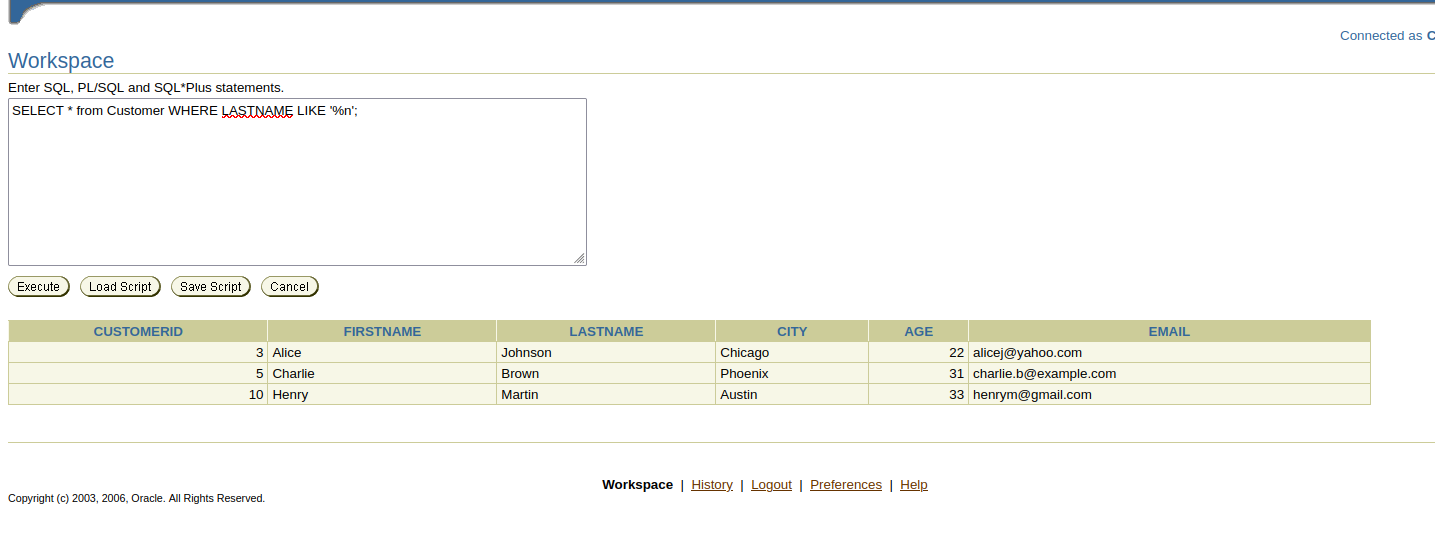 Connected as C
Workspace
Enter SQL, PL/SQL and SQL*Plus statements.
SELECT * from Customer WHERE LASTNAME LIKE '%n';
Execute Load Script Save Script Cancel
CUSTOMERID FIRSTNAME LASTNAME CITY AGE EMAIL
3 Alice Johnson Chicago 22 alicej@yahoo.com
5 Charlie Brown Phoenix 31 charlie.b@example.com
10 Henry Martin Austin 33 henrym@gmail.com
Workspace | History | Logout | Preferences | Help
Copyright (c) 2003, 2006, Oracle. All Rights Reserved.